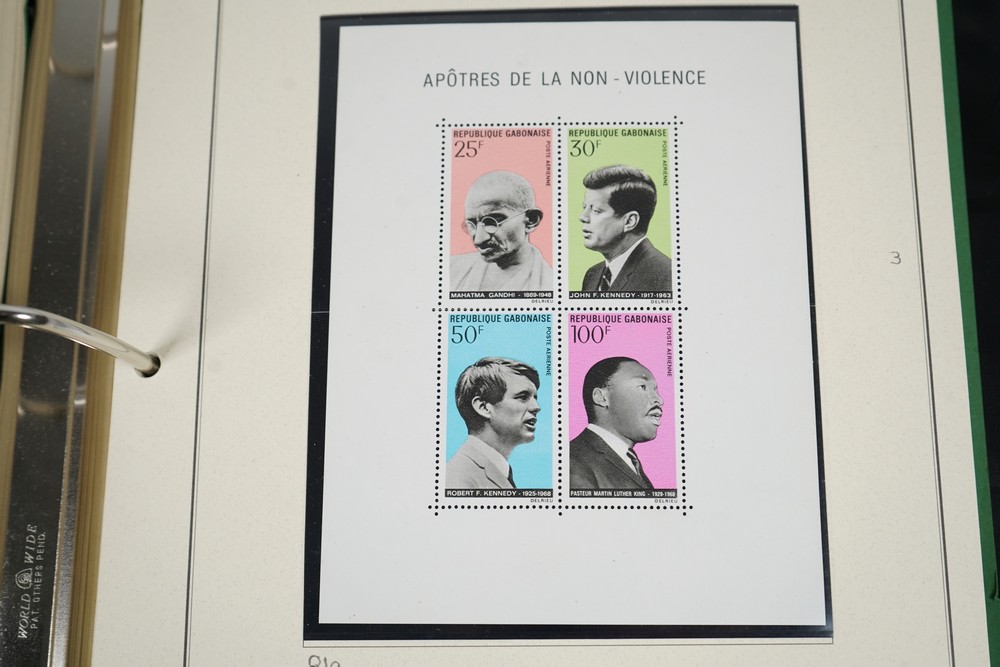 APÔTRES DE LA NON - VIOLENCE
REPUBLIQUE GABONAISE
25F
POSTE AERIENNE
MAHATMA GANDHI - 1869-1948
DELRIEU
REPUBLIQUE GABONAISE
30F
POSTE AERIENNE
JOHN F. KENNEDY - 1917-1963
DELRIEU
REPUBLIQUE GABONAISE
50F
POSTE AERIENNE
ROBERT F. KENNEDY - 1925-1968
DELRIEU
REPUBLIQUE GABONAISE
100F
POSTE AERIENNE
PASTEUR MARTIN LUTHER KING - 1929-1968
DELRIEU
3
WORLD WIDE
PAT. OTHERS PEND.